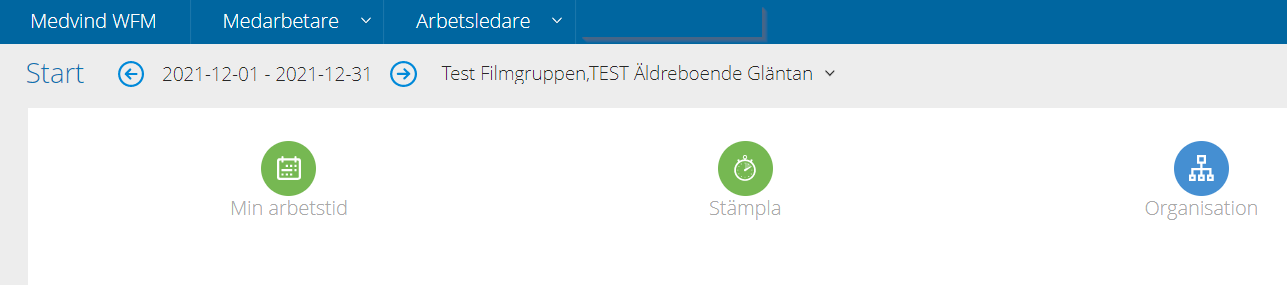 Medvind WFM Medarbetare Arbetsledare
Start 2021-12-01 - 2021-12-31 Test Filmgruppen,TEST Äldreboende Gläntan
Min arbetstid Stämpla Organisation